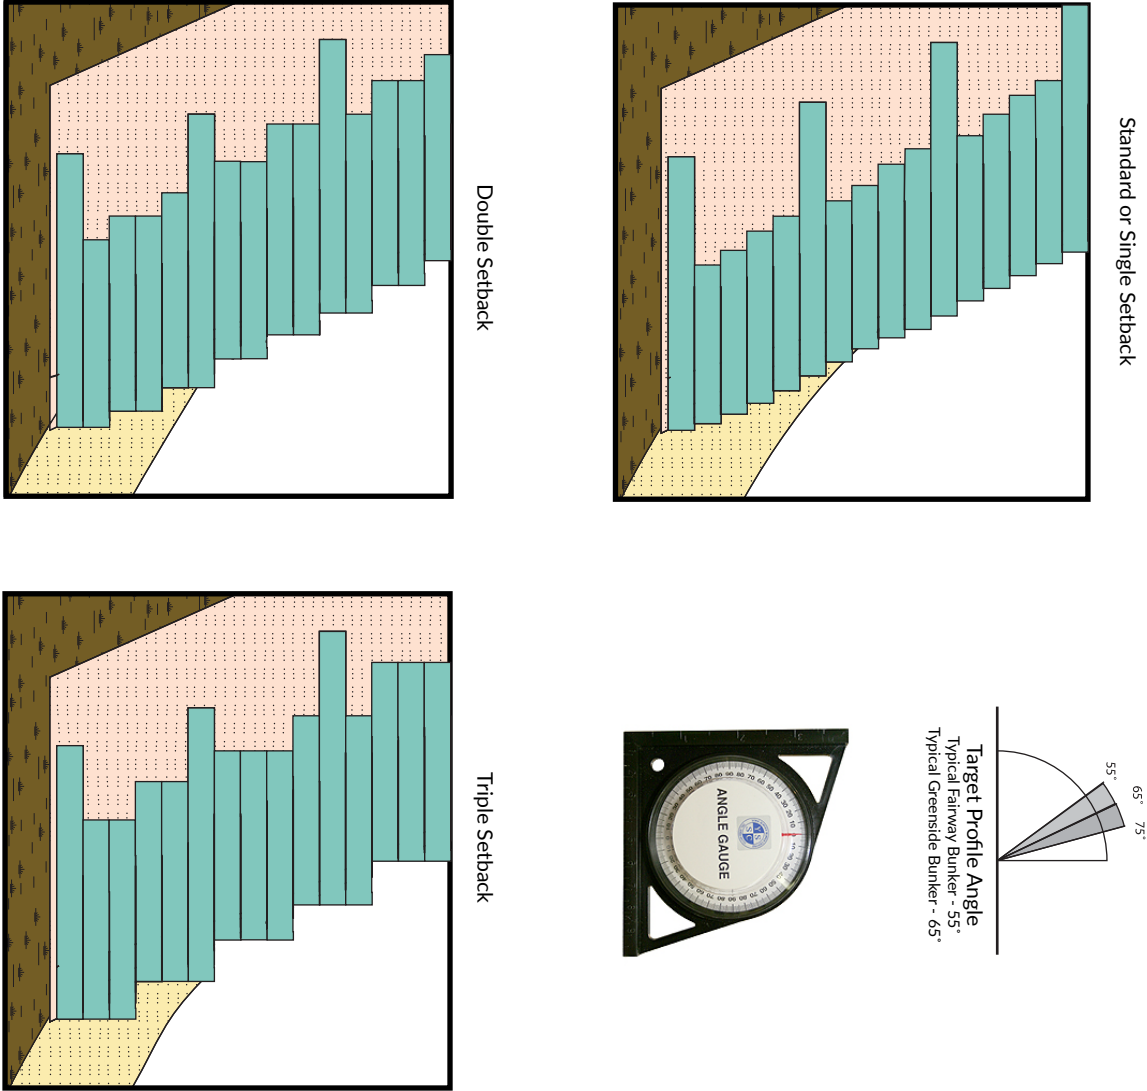 Standard or Single Setback
75°
65°
55°
Target Profile Angle
Typical Fairway Bunker - 55°
Typical Greenside Bunker - 65°
ANGLE GAUGE
Double Setback
Triple Setback